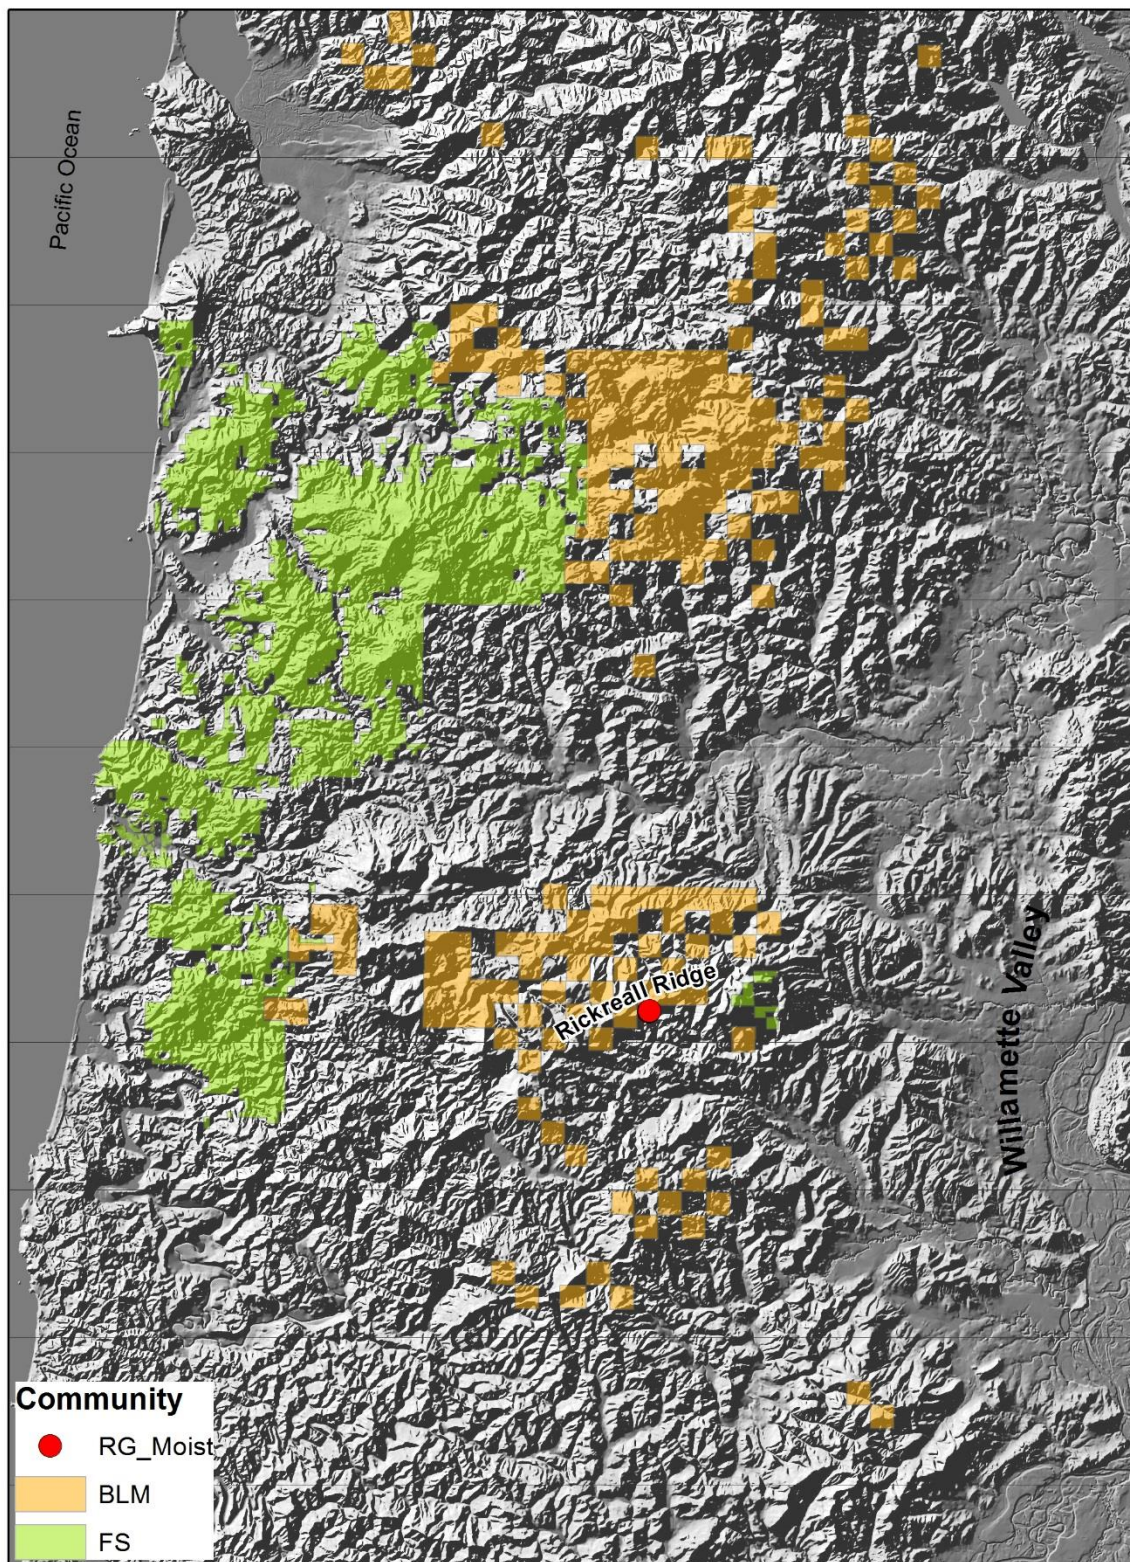 Pacific Ocean
Rickreall Ridge
Willamette Valley
Community
RG_Moist
BLM
FS